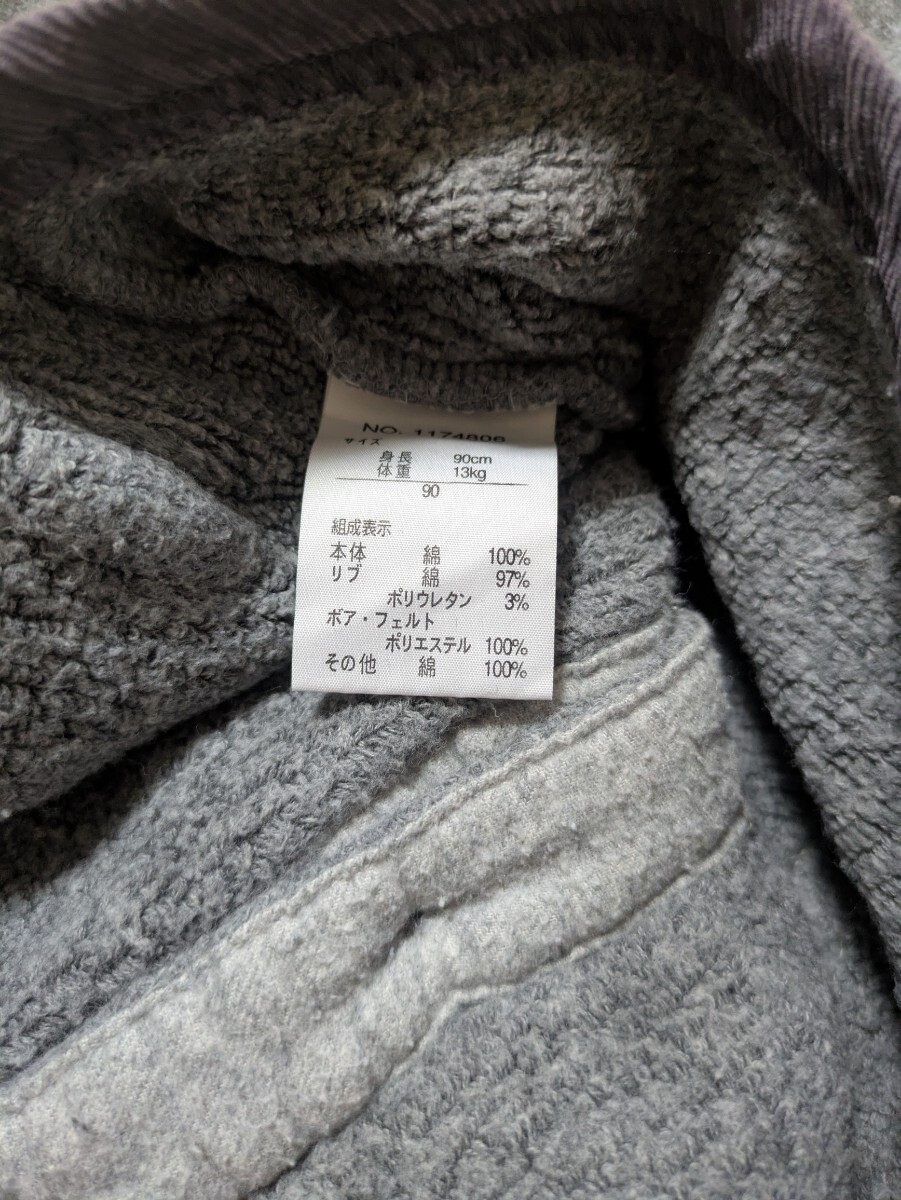 NO. 1174806
サイズ
身長 90cm
体重 13kg
90
組成表示
本体 綿 100%
リブ 綿 97%
ポリウレタン 3%
ボア・フェルト
ポリエステル 100%
その他 綿 100%